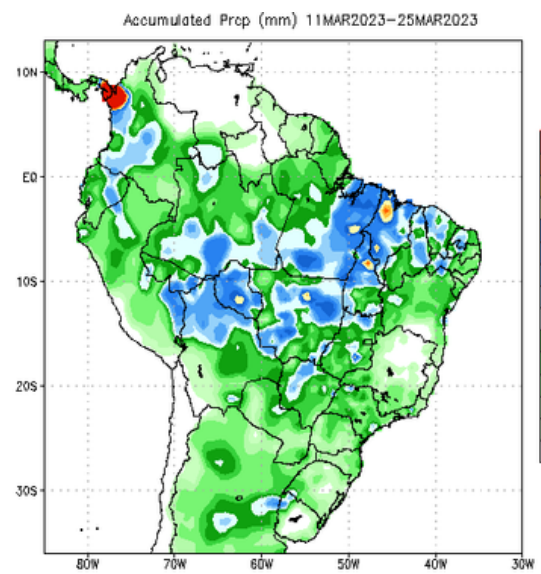 Accumulated Prcp (mm) 11MAR2023-25MAR2023
10N
EQ
10S
20S
30S
80W 70W 60W 50W 40W 30W